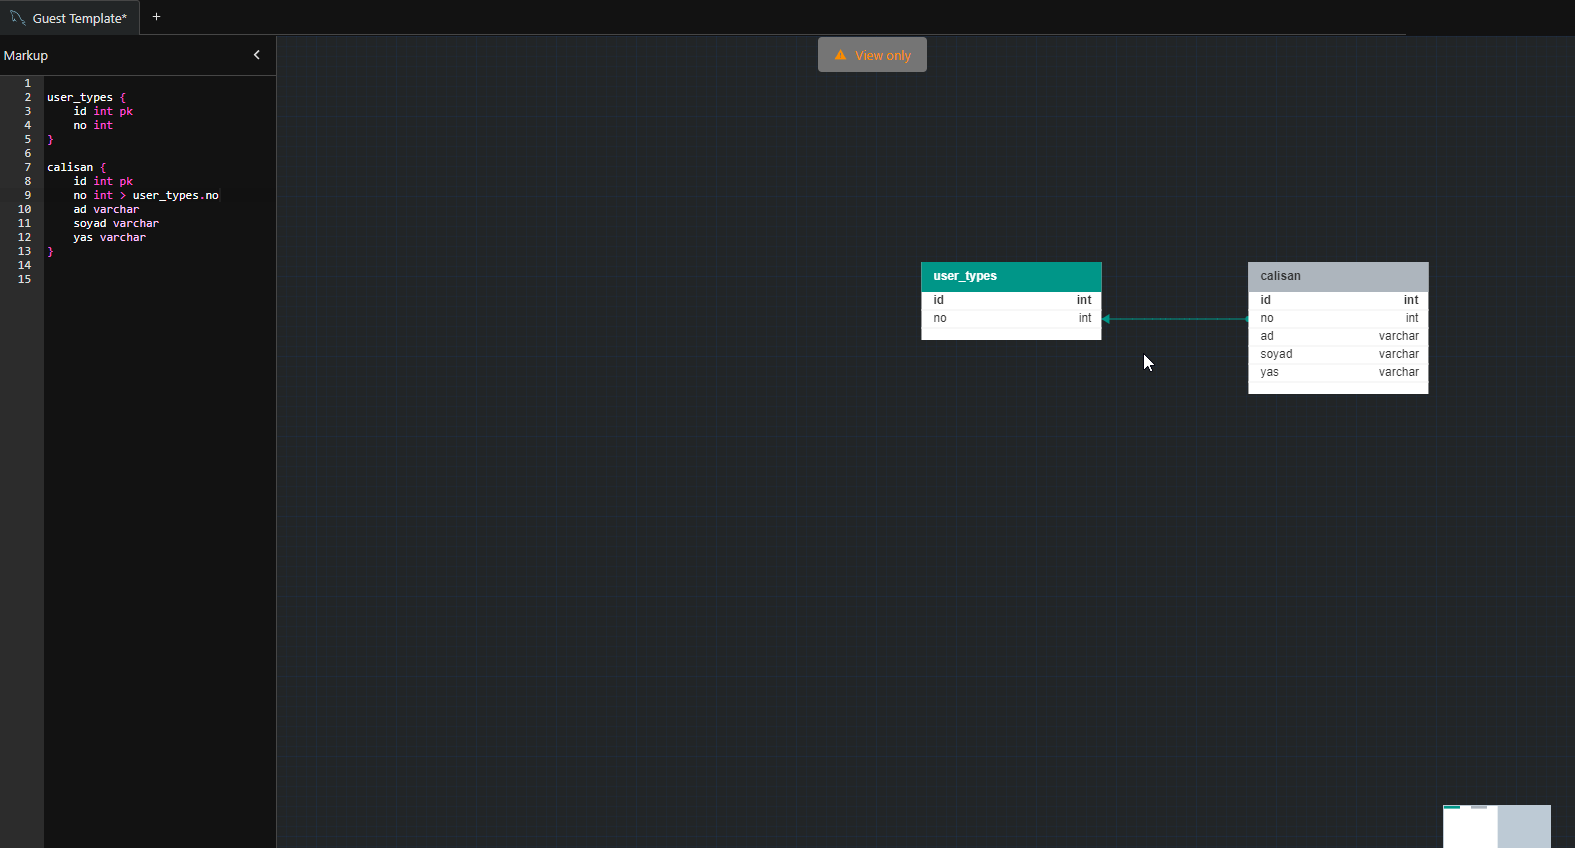 Guest Template* +
Markup
View only
1
2 user_types {
3 id int pk
4 no int
5 }
6
7 calisan {
8 id int pk
9 no int > user_types.no
10 ad varchar
11 soyad varchar
12 yas varchar
13 }
14
15
user_types
id int
no int
calisan
id int
no int
ad varchar
soyad varchar
yas varchar